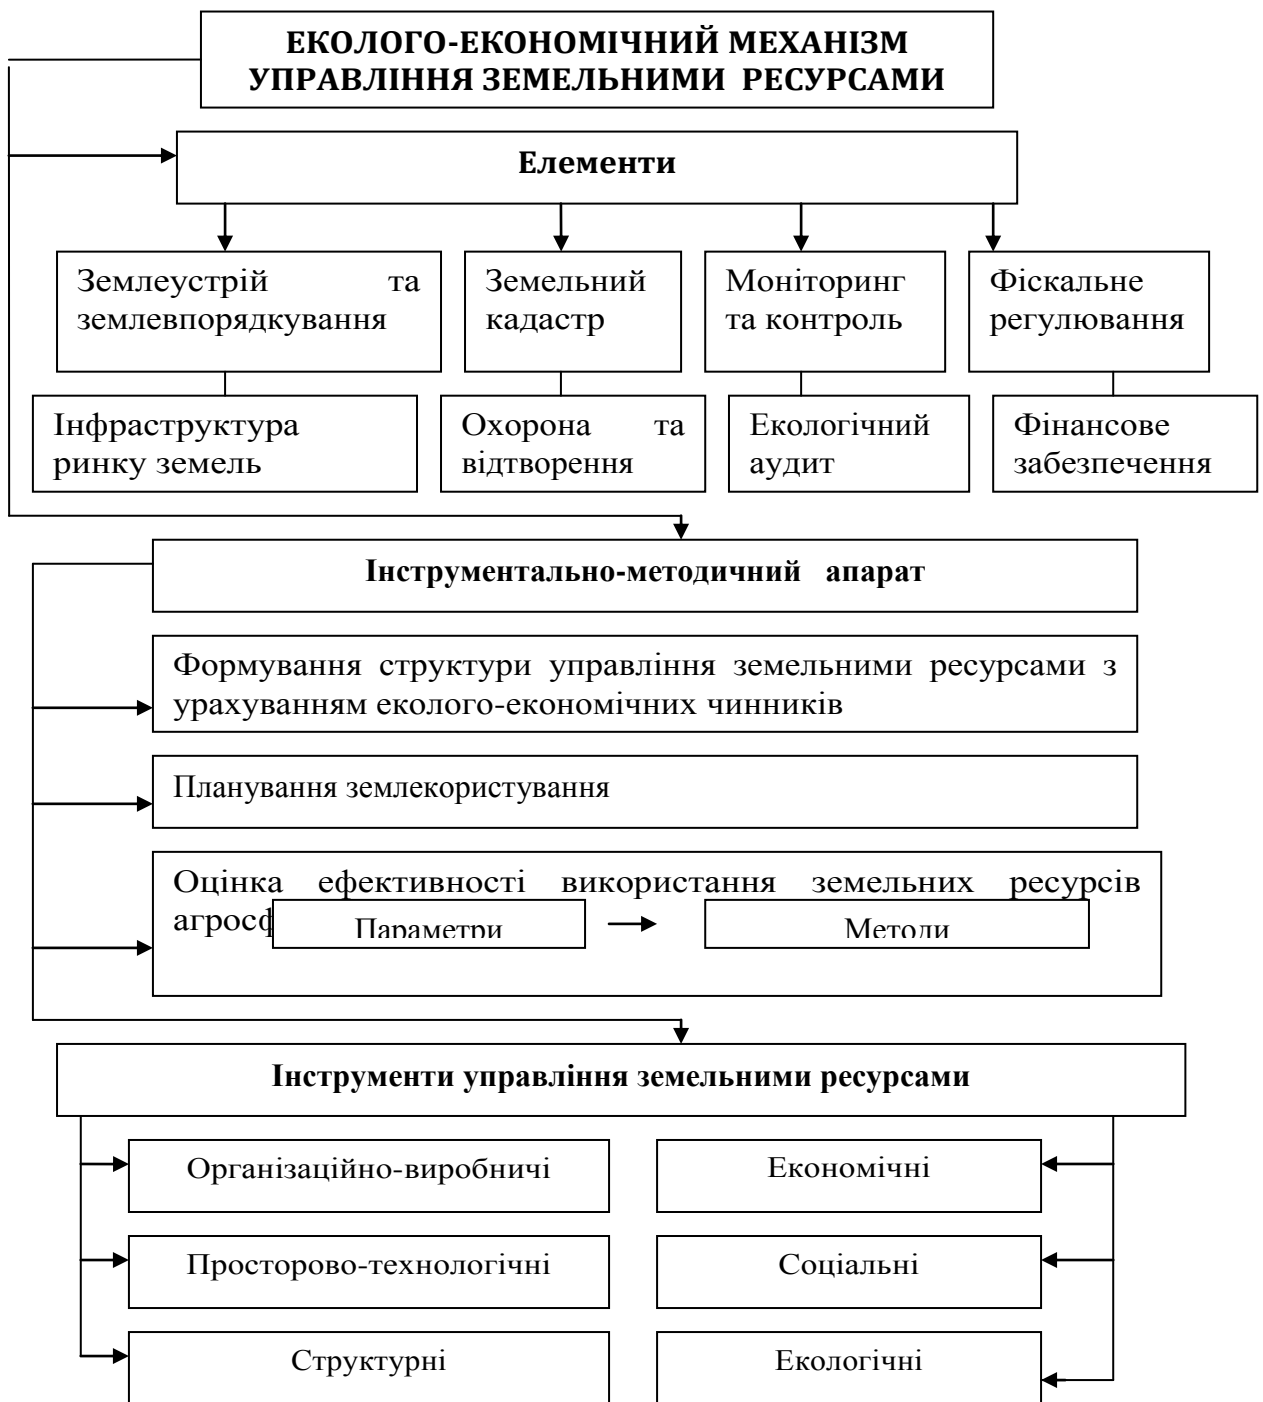 ЕКОЛОГО-ЕКОНОМІЧНИЙ МЕХАНІЗМ
УПРАВЛІННЯ ЗЕМЕЛЬНИМИ РЕСУРСАМИ
Елементи
Землеустрій та
землевпорядкування
Земельний
кадастр
Моніторинг
та контроль
Фіскальне
регулювання
Інфраструктура
ринку земель
Охорона та
відтворення
Екологічний
аудит
Фінансове
забезпечення
Інструментально-методичний апарат
Формування структури управління земельними ресурсами з
урахуванням еколого-економічних чинників
Планування землекористування
Оцінка ефективності використання земельних ресурсів
Параметри
Методи
Інструменти управління земельними ресурсами
Організаційно-виробничі
Економічні
Просторово-технологічні
Соціальні
Структурні
Екологічні